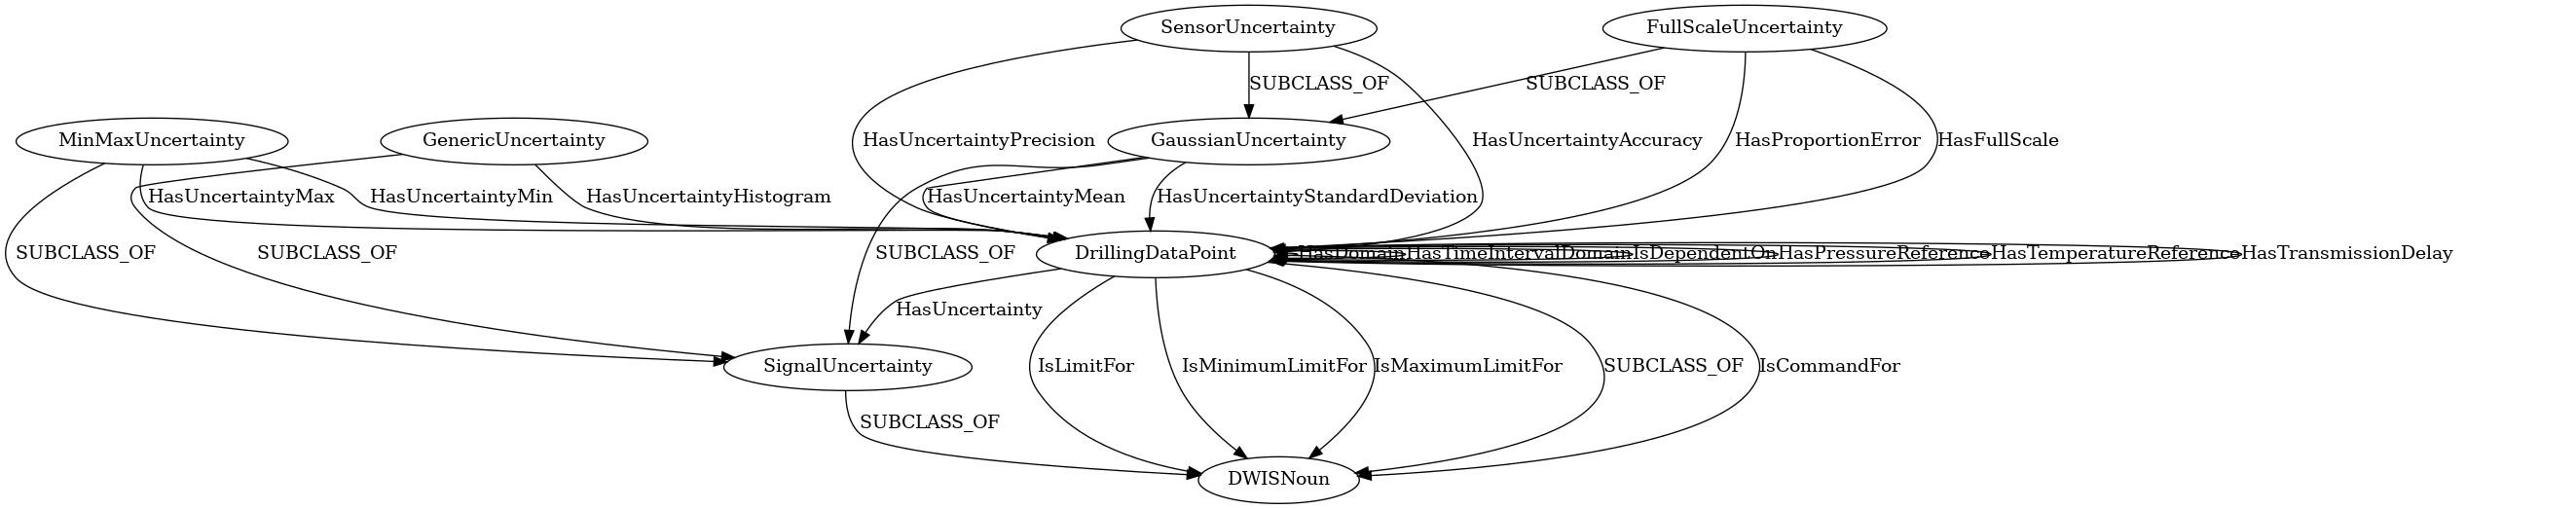 SensorUncertainty
FullScaleUncertainty
SUBCLASS_OF
SUBCLASS_OF
MinMaxUncertainty
GenericUncertainty
HasUncertaintyPrecision
GaussianUncertainty
HasUncertaintyAccuracy
HasProportionError
HasFullScale
HasUncertaintyMax
HasUncertaintyMin
HasUncertaintyHistogram
HasUncertaintyMean
HasUncertaintyStandardDeviation
SUBCLASS_OF
SUBCLASS_OF
SUBCLASS_OF
DrillingDataPoint
HasDomain
HasTimeIntervalDomain
IsDependentOn
HasPressureReference
HasTemperatureReference
HasTransmissionDelay
HasUncertainty
SignalUncertainty
IsLimitFor
IsMinimumLimitFor
IsMaximumLimitFor
SUBCLASS_OF
IsCommandFor
SUBCLASS_OF
DWISNoun